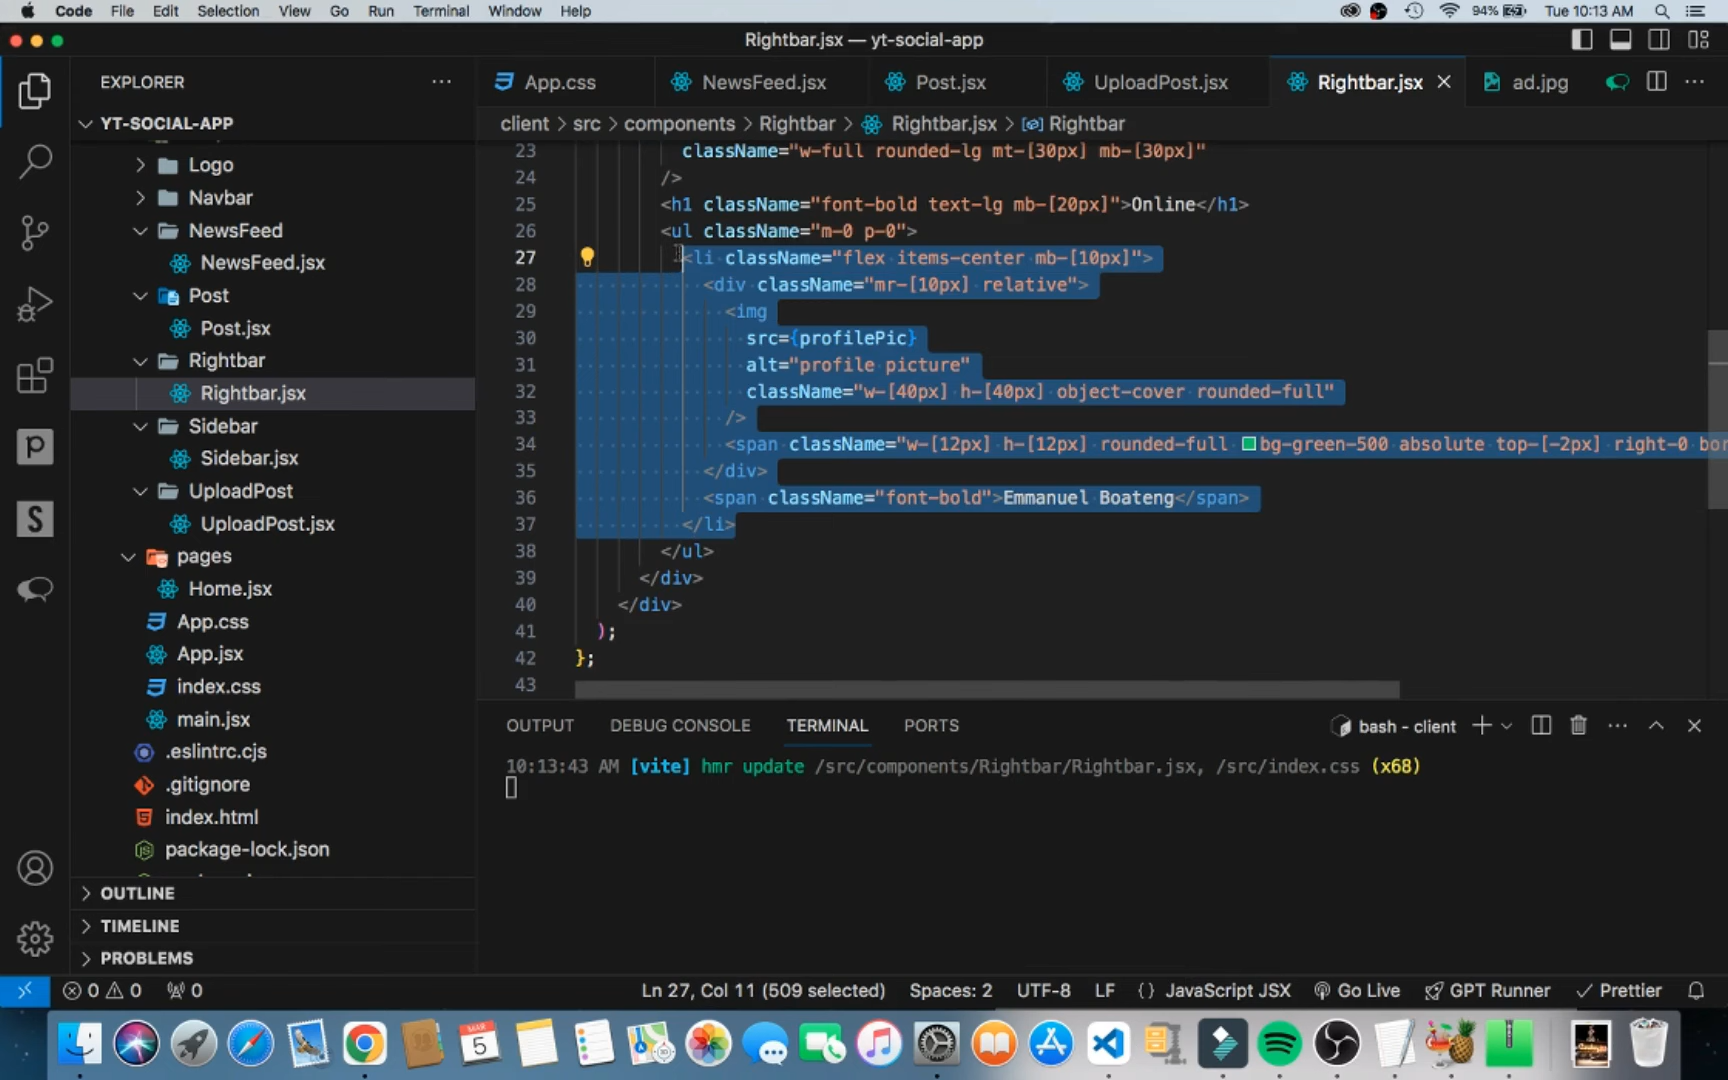 Code File Edit Selection View Go Run Terminal Window Help 94% Tue 10:13 AM
Rightbar.jsx — yt-social-app
EXPLORER
App.css NewsFeed.jsx Post.jsx UploadPost.jsx Rightbar.jsx ad.jpg
YT-SOCIAL-APP
client > src > components > Rightbar > Rightbar.jsx > Rightbar
Logo
Navbar
NewsFeed
NewsFeed.jsx
Post
Post.jsx
Rightbar
Rightbar.jsx
Sidebar
Sidebar.jsx
UploadPost
UploadPost.jsx
pages
Home.jsx
App.css
App.jsx
index.css
main.jsx
.eslintrc.cjs
.gitignore
index.html
package-lock.json
OUTLINE
TIMELINE
PROBLEMS
23 className="w-full rounded-lg mt-[30px] mb-[30px]"
24 />
25 <h1 className="font-bold text-lg mb-[20px]">Online</h1>
26 <ul className="m-0 p-0">
27 <li className="flex items-center mb-[10px]">
28 <div className="mr-[10px] relative">
29 <img
30 src={profilePic}
31 alt="profile picture"
32 className="w-[40px] h-[40px] object-cover rounded-full"
33 />
34 <span className="w-[12px] h-[12px] rounded-full bg-green-500 absolute top-[-2px] right-0 bor
35 </div>
36 <span className="font-bold">Emmanuel Boateng</span>
37 </li>
38 </ul>
39 </div>
40 </div>
41 );
42 };
43
OUTPUT DEBUG CONSOLE TERMINAL PORTS bash - client
10:13:43 AM [vite] hmr update /src/components/Rightbar/Rightbar.jsx, /src/index.css (x68)
0 0 0 Ln 27, Col 11 (509 selected) Spaces: 2 UTF-8 LF {} JavaScript JSX Go Live GPT Runner Prettier
MAR 5